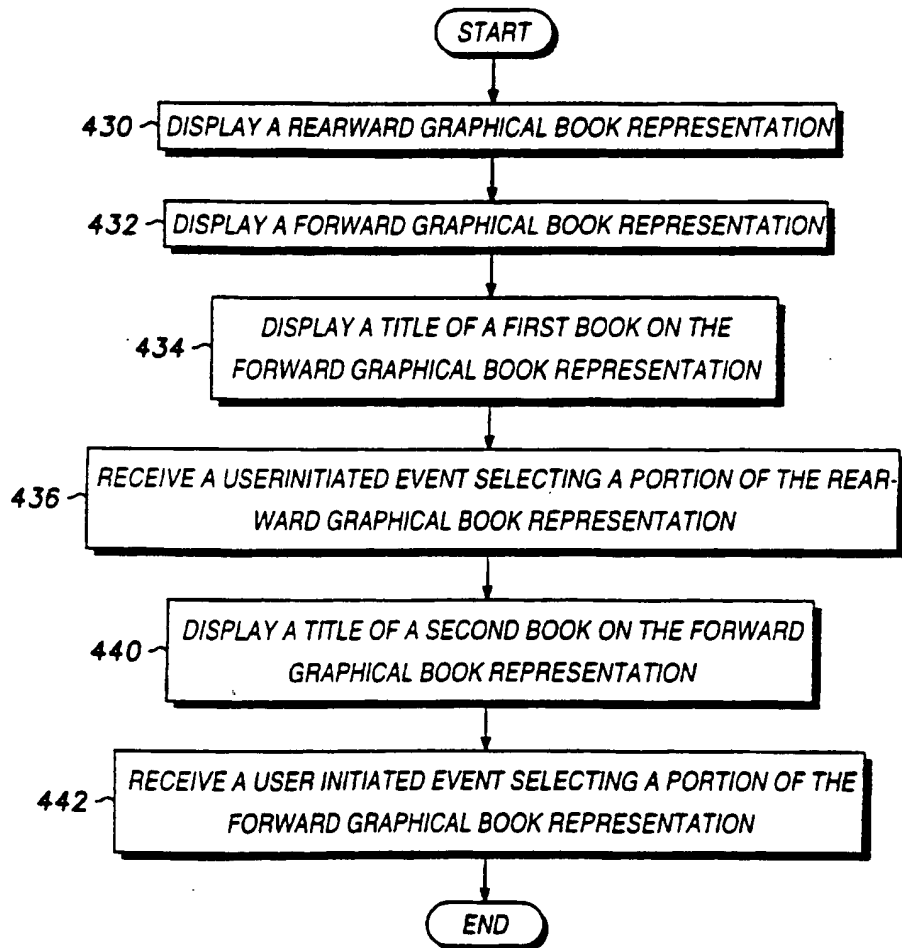 START
430 DISPLAY A REARWARD GRAPHICAL BOOK REPRESENTATION
432 DISPLAY A FORWARD GRAPHICAL BOOK REPRESENTATION
DISPLAY A TITLE OF A FIRST BOOK ON THE
434 FORWARD GRAPHICAL BOOK REPRESENTATION
RECEIVE A USERINITIATED EVENT SELECTING A PORTION OF THE REAR-
436 WARD GRAPHICAL BOOK REPRESENTATION
DISPLAY A TITLE OF A SECOND BOOK ON THE FORWARD
440 GRAPHICAL BOOK REPRESENTATION
RECEIVE A USER INITIATED EVENT SELECTING A PORTION OF THE
442 FORWARD GRAPHICAL BOOK REPRESENTATION
END